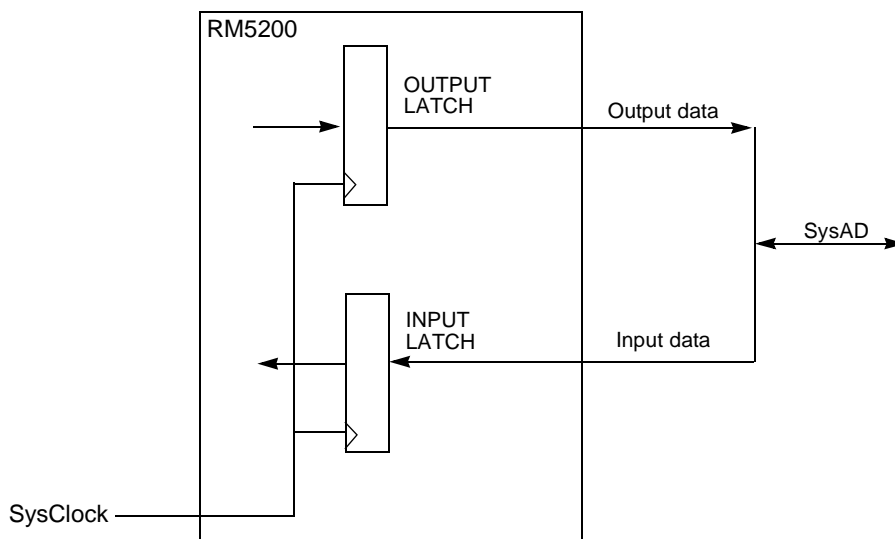 RM5200
OUTPUT
LATCH
Output data
SysAD
INPUT
LATCH
Input data
SysClock